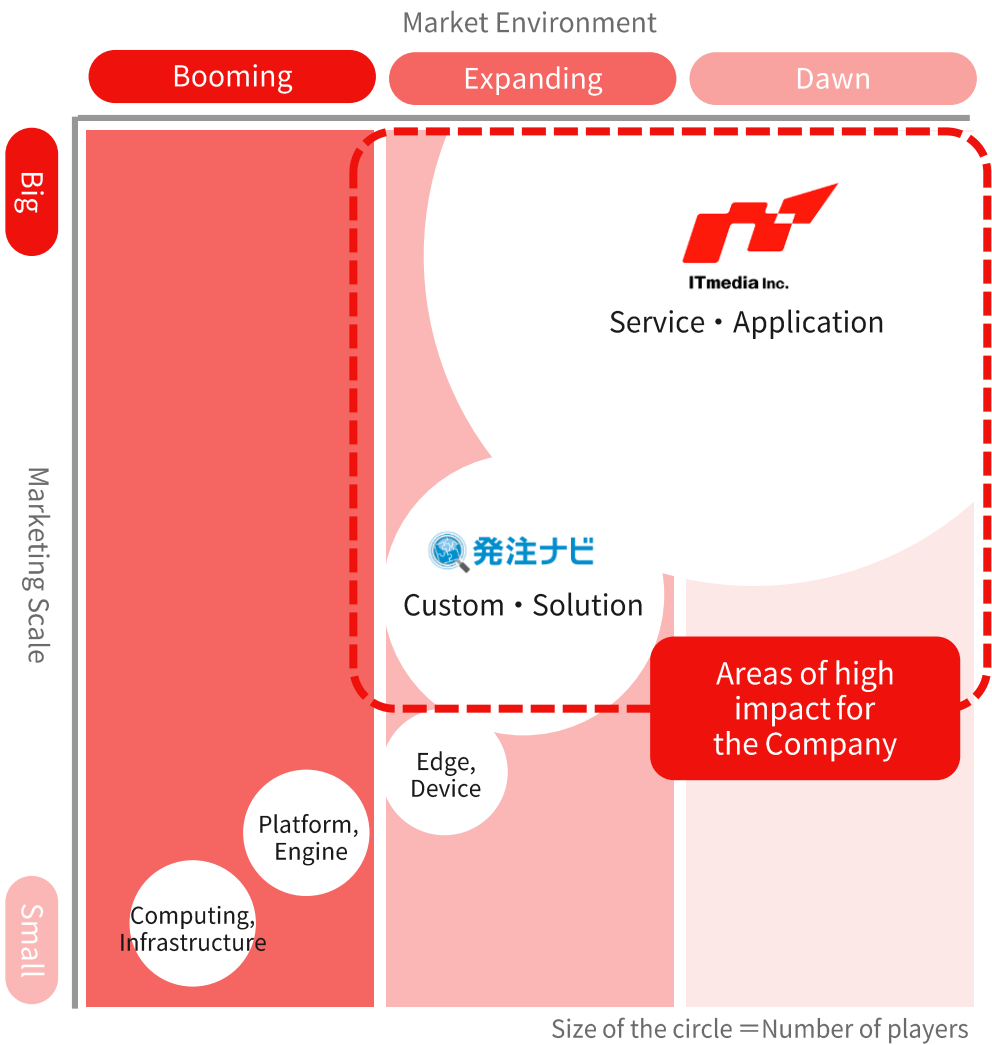 Market Environment
Booming
Expanding
Dawn
Big
Marketing Scale
Small
ITmedia Inc.
Service・Application
発注ナビ
Custom・Solution
Areas of high
impact for
the Company
Edge,
Device
Platform,
Engine
Computing,
Infrastructure
Size of the circle＝Number of players